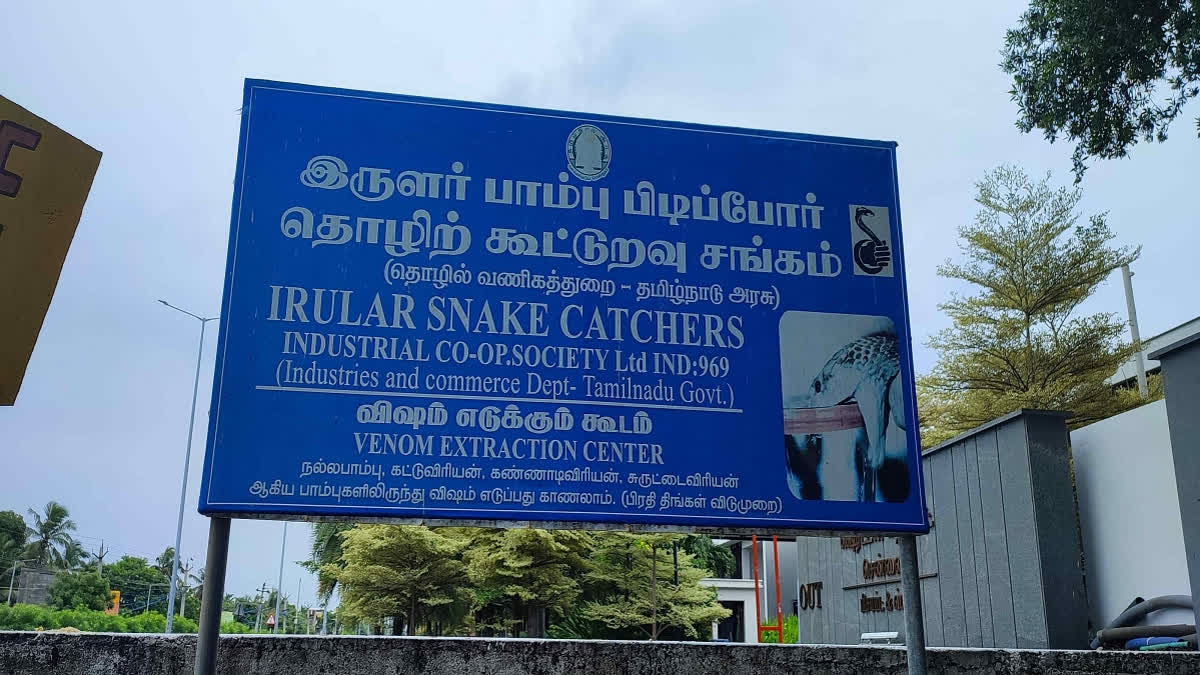 இருளர் பாம்பு பிடிப்போர்
தொழிற் கூட்டுறவு சங்கம்
(தொழில் வணிகத்துறை – தமிழ்நாடு அரசு)
IRULAR SNAKE CATCHERS
INDUSTRIAL CO-OP.SOCIETY Ltd IND:969
(Industries and commerce Dept- Tamilnadu Govt.)
விஷம் எடுக்கும் கூடம்
VENOM EXTRACTION CENTER
நல்லபாம்பு, கட்டுவிரியன், கண்ணாடிவிரியன், சுருட்டைவிரியன்
ஆகிய பாம்புகளிலிருந்து விஷம் எடுப்பது காணலாம். (பிரதி திங்கள் விடுமுறை)
OUT